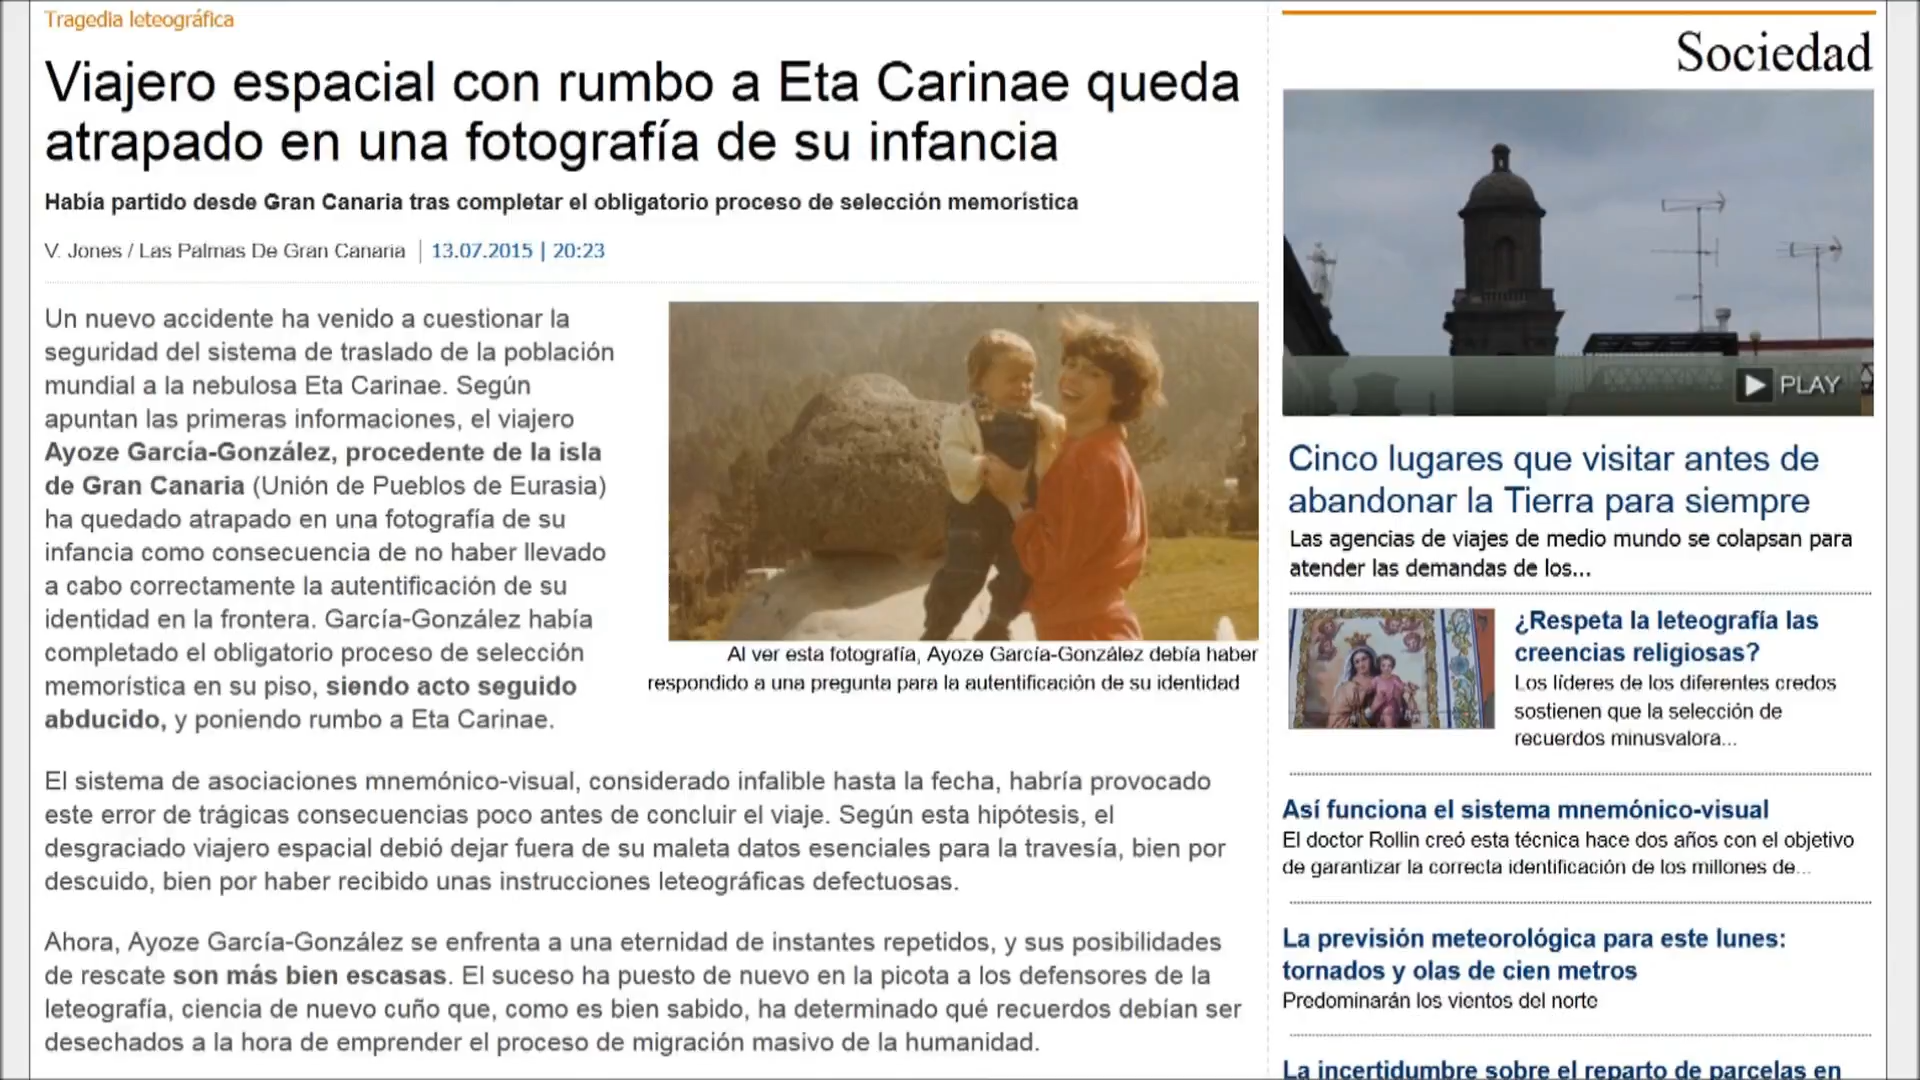 Tragedia leteográfica
Viajero espacial con rumbo a Eta Carinae queda
atrapado en una fotografía de su infancia
Había partido desde Gran Canaria tras completar el obligatorio proceso de selección memorística
V. Jones / Las Palmas De Gran Canaria | 13.07.2015 | 20:23
Un nuevo accidente ha venido a cuestionar la
seguridad del sistema de traslado de la población
mundial a la nebulosa Eta Carinae. Según
apuntan las primeras informaciones, el viajero
Ayoze García-González, procedente de la isla
de Gran Canaria (Unión de Pueblos de Eurasia)
ha quedado atrapado en una fotografía de su
infancia como consecuencia de no haber llevado
a cabo correctamente la autentificación de su
identidad en la frontera. García-González había
completado el obligatorio proceso de selección
memorística en su piso, siendo acto seguido
abducido, y poniendo rumbo a Eta Carinae.
Al ver esta fotografía, Ayoze García-González debía haber
respondido a una pregunta para la autentificación de su identidad
El sistema de asociaciones mnemónico-visual, considerado infalible hasta la fecha, habría provocado
este error de trágicas consecuencias poco antes de concluir el viaje. Según esta hipótesis, el
desgraciado viajero espacial debió dejar fuera de su maleta datos esenciales para la travesía, bien por
descuido, bien por haber recibido unas instrucciones leteográficas defectuosas.
Ahora, Ayoze García-González se enfrenta a una eternidad de instantes repetidos, y sus posibilidades
de rescate son más bien escasas. El suceso ha puesto de nuevo en la picota a los defensores de la
leteografía, ciencia de nuevo cuño que, como es bien sabido, ha determinado qué recuerdos debían ser
desechados a la hora de emprender el proceso de migración masivo de la humanidad.
Sociedad
PLAY
Cinco lugares que visitar antes de
abandonar la Tierra para siempre
Las agencias de viajes de medio mundo se colapsan para
atender las demandas de los...
¿Respeta la leteografía las
creencias religiosas?
Los líderes de los diferentes credos
sostienen que la selección de
recuerdos minusvalora...
Así funciona el sistema mnemónico-visual
El doctor Rollin creó esta técnica hace dos años con el objetivo
de garantizar la correcta identificación de los millones de...
La previsión meteorológica para este lunes:
tornados y olas de cien metros
Predominarán los vientos del norte
La incertidumbre sobre el reparto de parcelas en